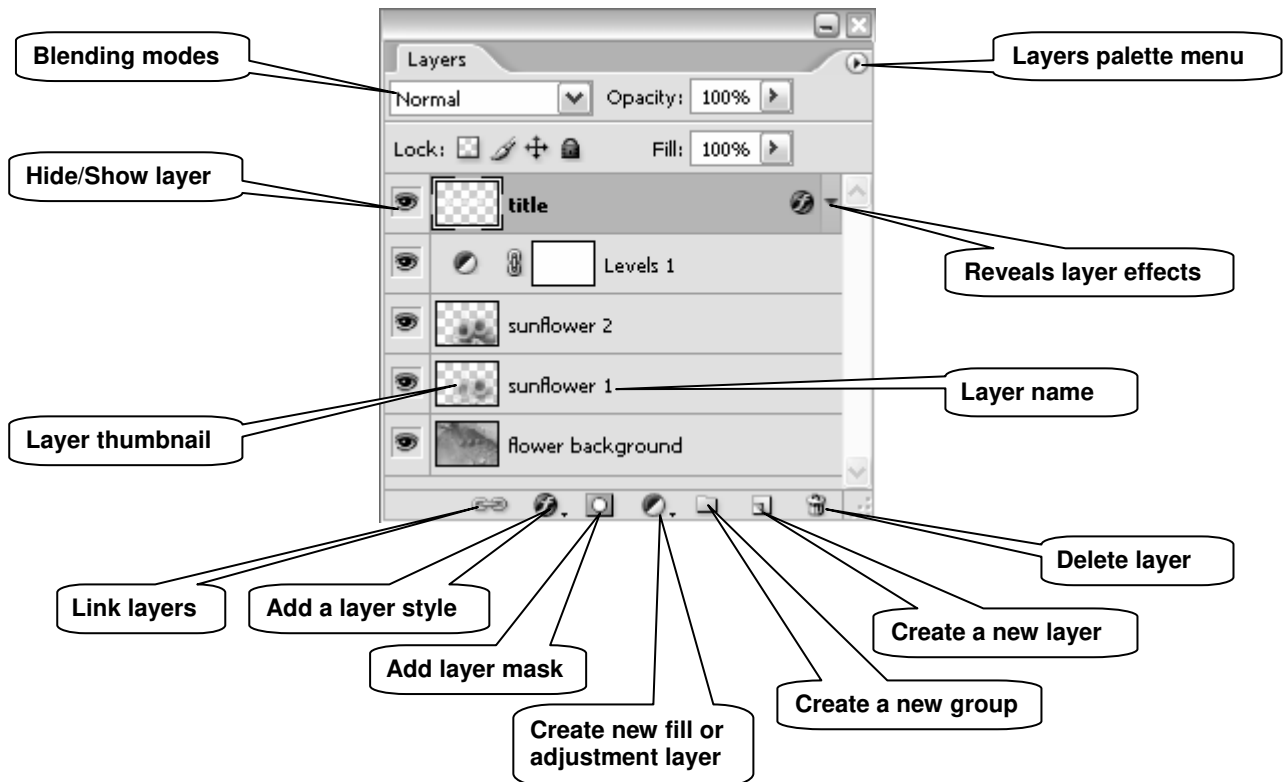 Blending modes
Layers palette menu
Layers
Normal
Opacity: 100%
Lock:
Fill: 100%
Hide/Show layer
title
Reveals layer effects
Levels 1
sunflower 2
sunflower 1
Layer name
Layer thumbnail
flower background
Delete layer
Link layers
Add a layer style
Create a new layer
Add layer mask
Create a new group
Create new fill or
adjustment layer